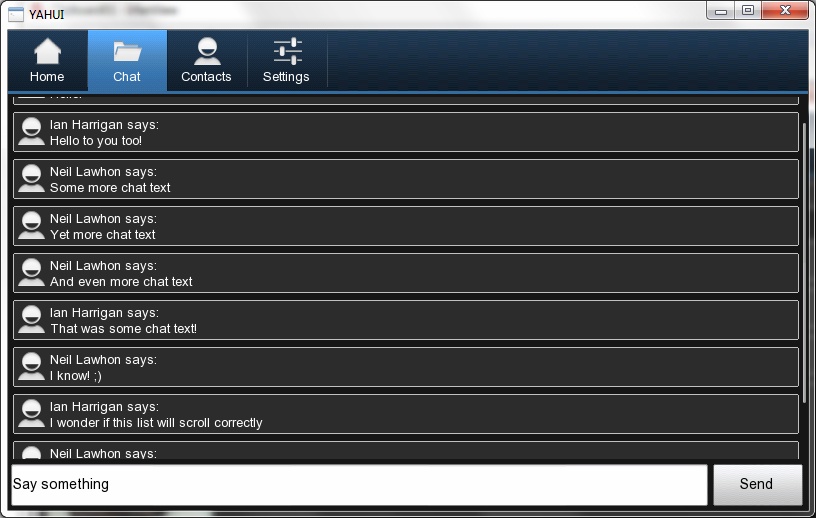 YAHUI
Home
Chat
Contacts
Settings
Ian Harrigan says:
Hello to you too!
Neil Lawhon says:
Some more chat text
Neil Lawhon says:
Yet more chat text
Neil Lawhon says:
And even more chat text
Ian Harrigan says:
That was some chat text!
Neil Lawhon says:
I know! ;)
Ian Harrigan says:
I wonder if this list will scroll correctly
Neil Lawhon says:
Say something
Send